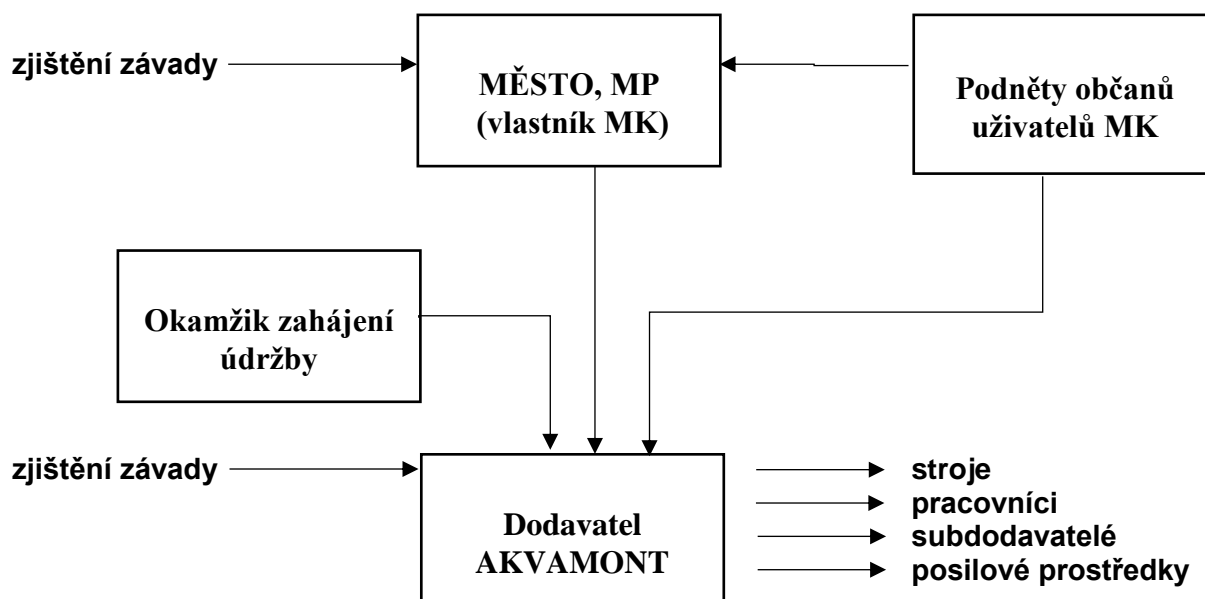 zjištění závady
MĚSTO, MP
(vlastník MK)
Podněty občanů
uživatelů MK
Okamžik zahájení
údržby
zjištění závady
Dodavatel
AKVAMONT
stroje
pracovníci
subdodavatelé
posilové prostředky